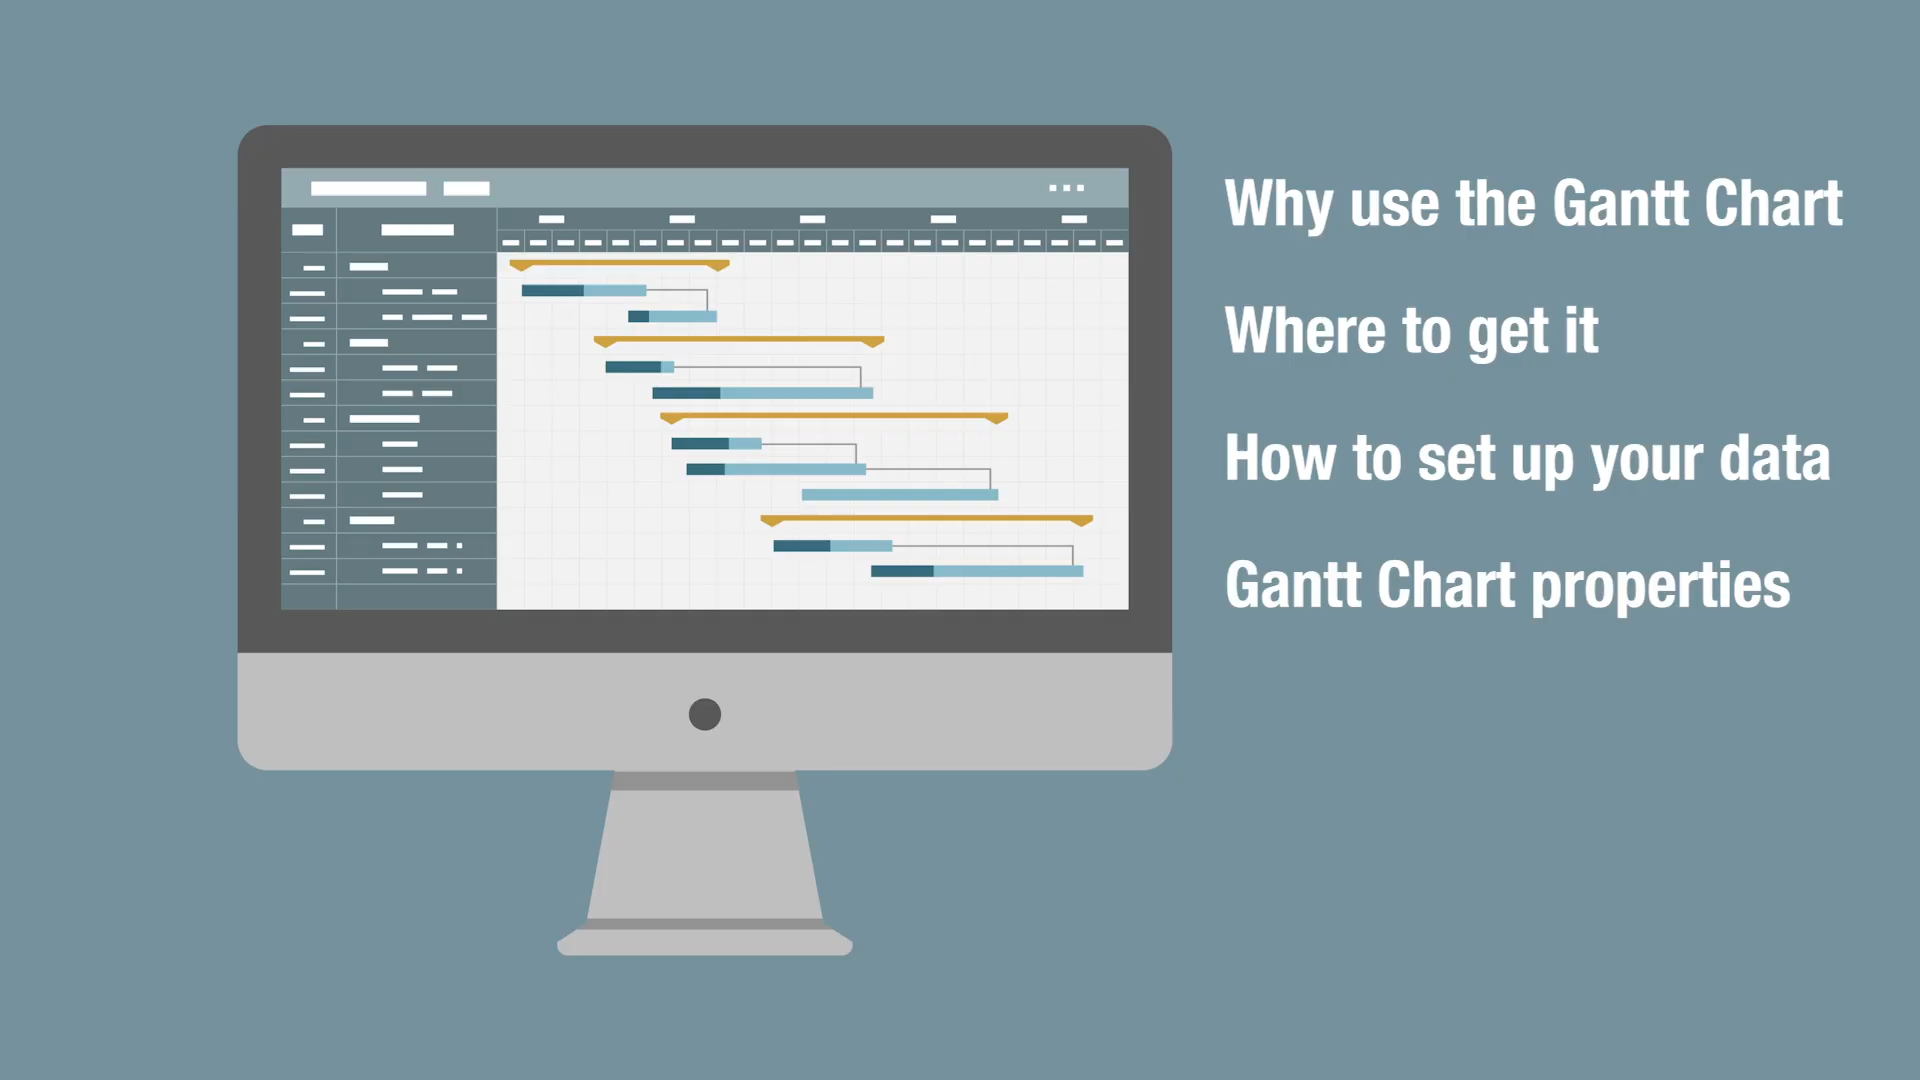 Why use the Gantt Chart
Where to get it
How to set up your data
Gantt Chart properties